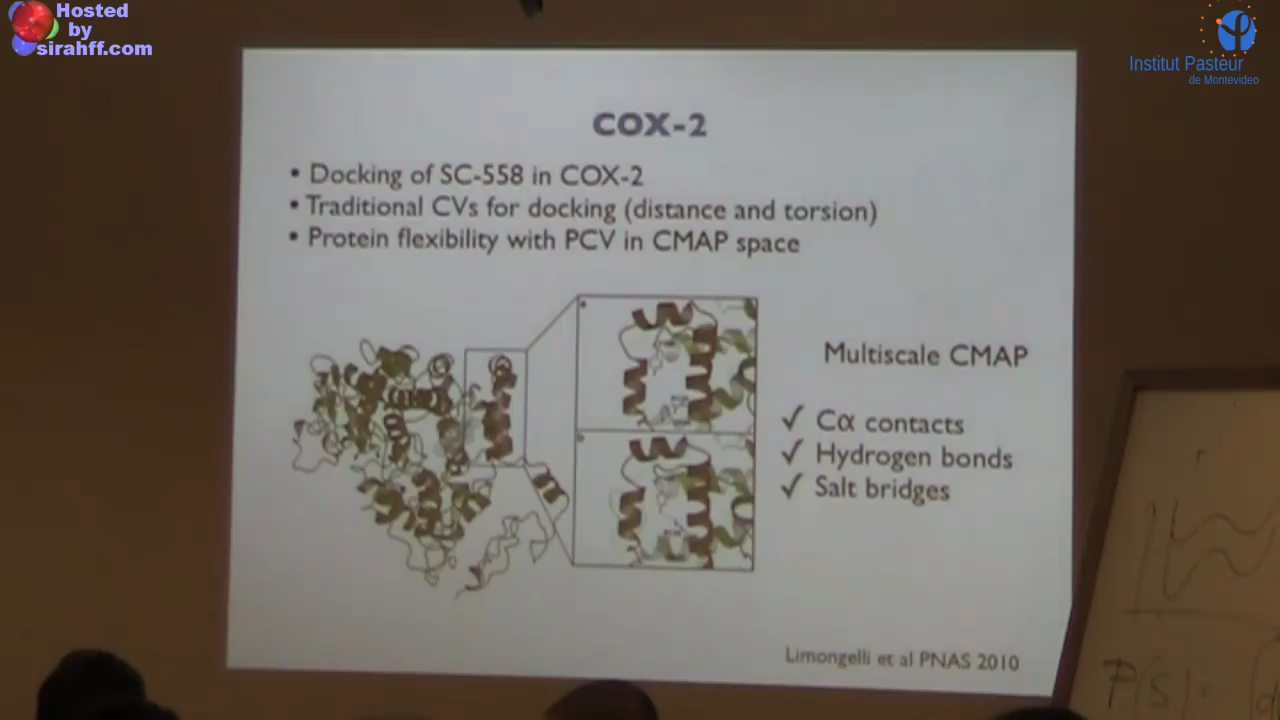 Hosted
by
sirahff.com
Institut Pasteur
de Montevideo
COX-2
• Docking of SC-558 in COX-2
• Traditional CVs for docking (distance and torsion)
• Protein flexibility with PCV in CMAP space
Multiscale CMAP
✓ Cα contacts
✓ Hydrogen bonds
✓ Salt bridges
Limongelli et al PNAS 2010
P(S)